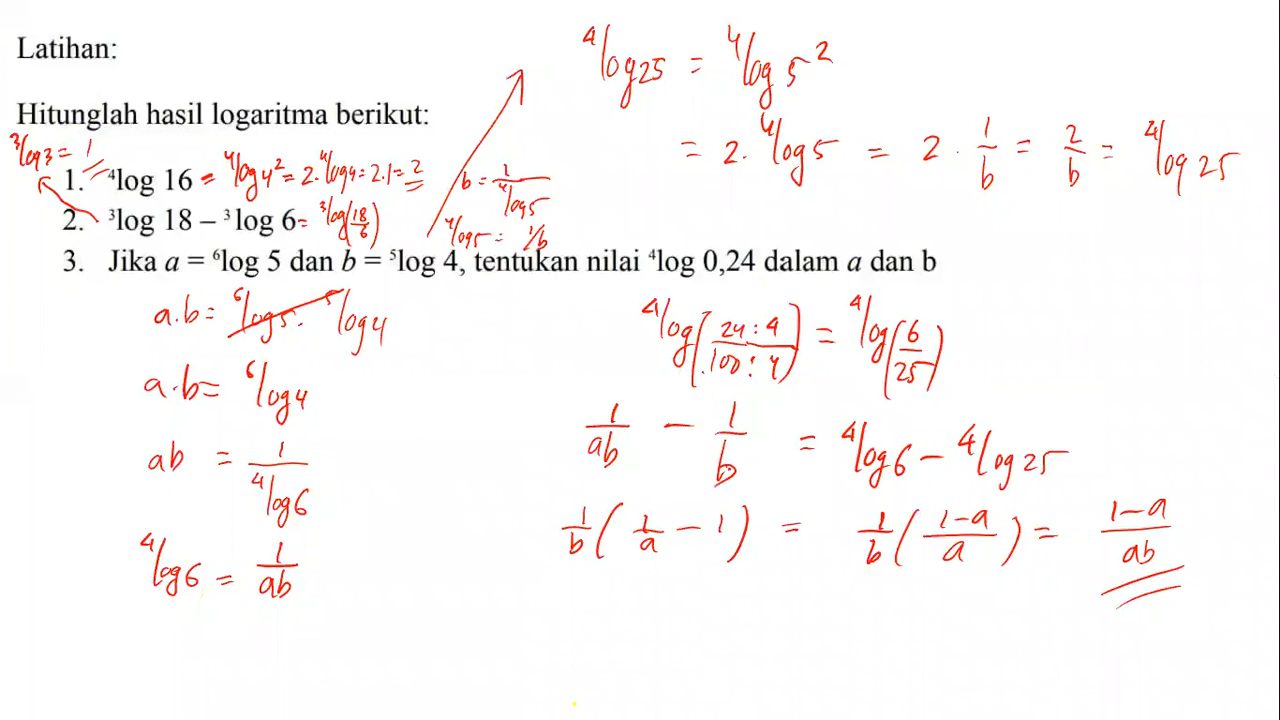 Latihan:
Hitunglah hasil logaritma berikut:
³log3 = 1
1. ⁴log 16 = ⁴log4² = 2.⁴log4 = 2.1 = 2
2. ³log 18 – ³log 6 = ³log(18/6)
b = 1/⁴log5
⁴log5 = 1/b
3. Jika a = ⁶log 5 dan b = ⁵log 4, tentukan nilai ⁴log 0,24 dalam a dan b
⁴log25 = ⁴log5²
= 2.⁴log5 = 2 . 1/b = 2/b = ⁴log25
a.b = ⁶log5. ⁵log4
a.b = ⁶log4
ab = 1/⁴log6
⁴log6 = 1/ab
⁴log(24:4/100:4) = ⁴log(6/25)
1/ab – 1/b = ⁴log6 – ⁴log25
1/b(1/a – 1) = 1/b(1–a/a) = 1–a/ab